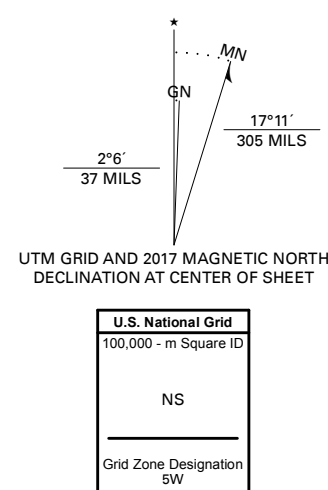 ★
MN
GN
17°11´
305 MILS
2°6´
37 MILS
UTM GRID AND 2017 MAGNETIC NORTH
DECLINATION AT CENTER OF SHEET
U.S. National Grid
100,000 - m Square ID
NS
Grid Zone Designation
5W